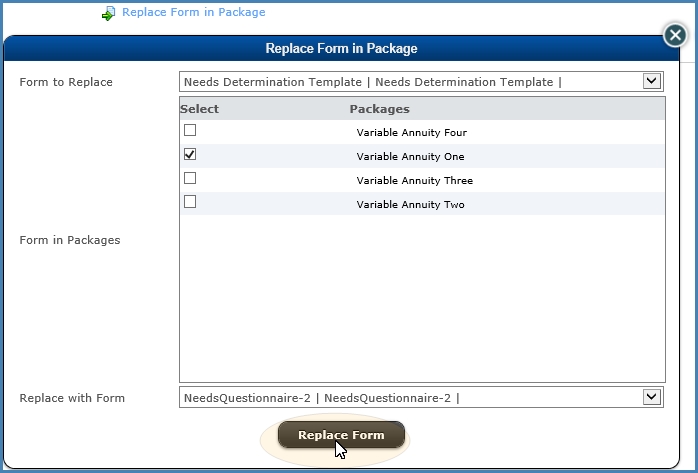 Replace Form in Package
Replace Form in Package
Form to Replace
Needs Determination Template | Needs Determination Template |
Select Packages
Variable Annuity Four
Variable Annuity One
Variable Annuity Three
Variable Annuity Two
Form in Packages
Replace with Form
NeedsQuestionnaire-2 | NeedsQuestionnaire-2 |
Replace Form